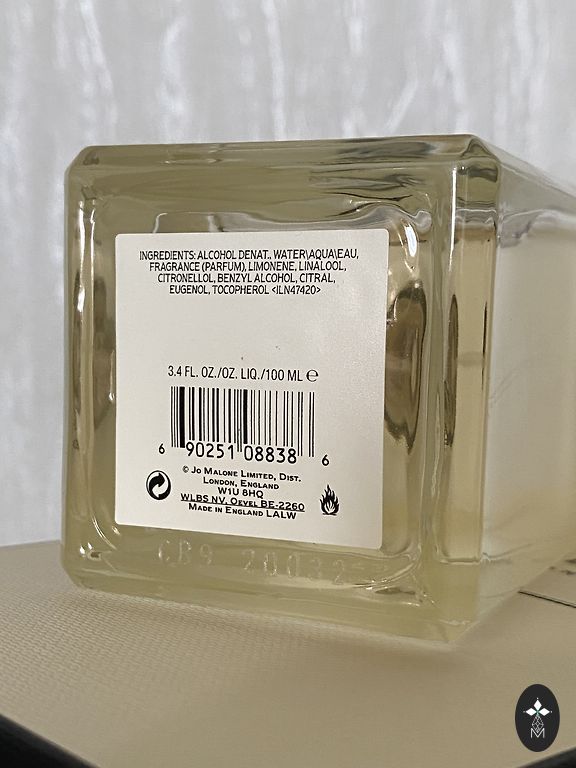 INGREDIENTS: ALCOHOL DENAT., WATER\AQUA\EAU,
FRAGRANCE (PARFUM), LIMONENE, LINALOOL,
CITRONELLOL, BENZYL ALCOHOL, CITRAL,
EUGENOL, TOCOPHEROL <ILN47420>
3.4 FL. OZ./OZ. LIQ./100 ML ℮
6 90251 08838 6
© JO MALONE LIMITED, DIST.
LONDON, ENGLAND
W1U 8HQ
WLBS NV. OEVEL BE-2260
MADE IN ENGLAND LALW
M